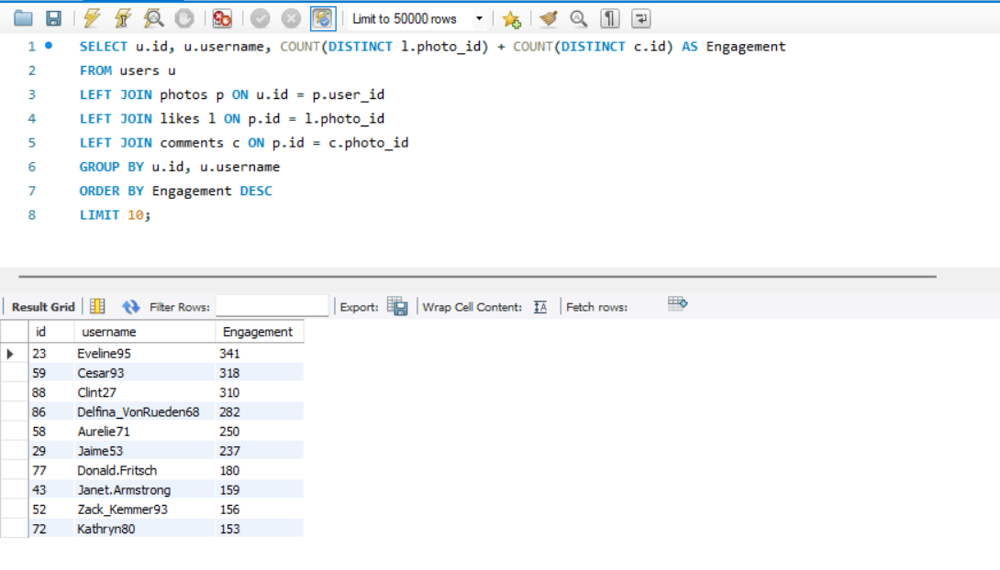 Limit to 50000 rows
1 SELECT u.id, u.username, COUNT(DISTINCT l.photo_id) + COUNT(DISTINCT c.id) AS Engagement
2 FROM users u
3 LEFT JOIN photos p ON u.id = p.user_id
4 LEFT JOIN likes l ON p.id = l.photo_id
5 LEFT JOIN comments c ON p.id = c.photo_id
6 GROUP BY u.id, u.username
7 ORDER BY Engagement DESC
8 LIMIT 10;
Result Grid Filter Rows: Export: Wrap Cell Content: IA Fetch rows:
id username Engagement
23 Eveline95 341
59 Cesar93 318
88 Clint27 310
86 Delfina_VonRueden68 282
58 Aurelie71 250
29 Jaime53 237
77 Donald.Fritsch 180
43 Janet.Armstrong 159
52 Zack_Kemmer93 156
72 Kathryn80 153